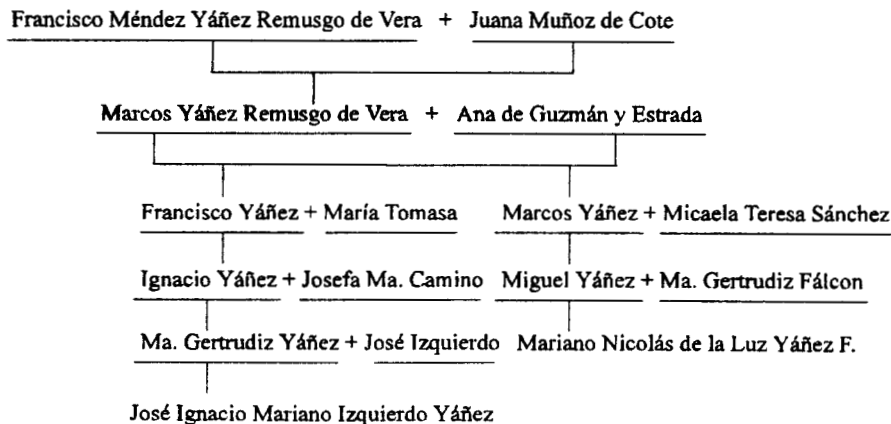 Francisco Méndez Yáñez Remusgo de Vera + Juana Muñoz de Cote
Marcos Yáñez Remusgo de Vera + Ana de Guzmán y Estrada
Francisco Yáñez + María Tomasa Marcos Yáñez + Micaela Teresa Sánchez
Ignacio Yáñez + Josefa Ma. Camino Miguel Yáñez + Ma. Gertrudiz Fálcon
Ma. Gertrudiz Yáñez + José Izquierdo Mariano Nicolás de la Luz Yáñez F.
José Ignacio Mariano Izquierdo Yáñez